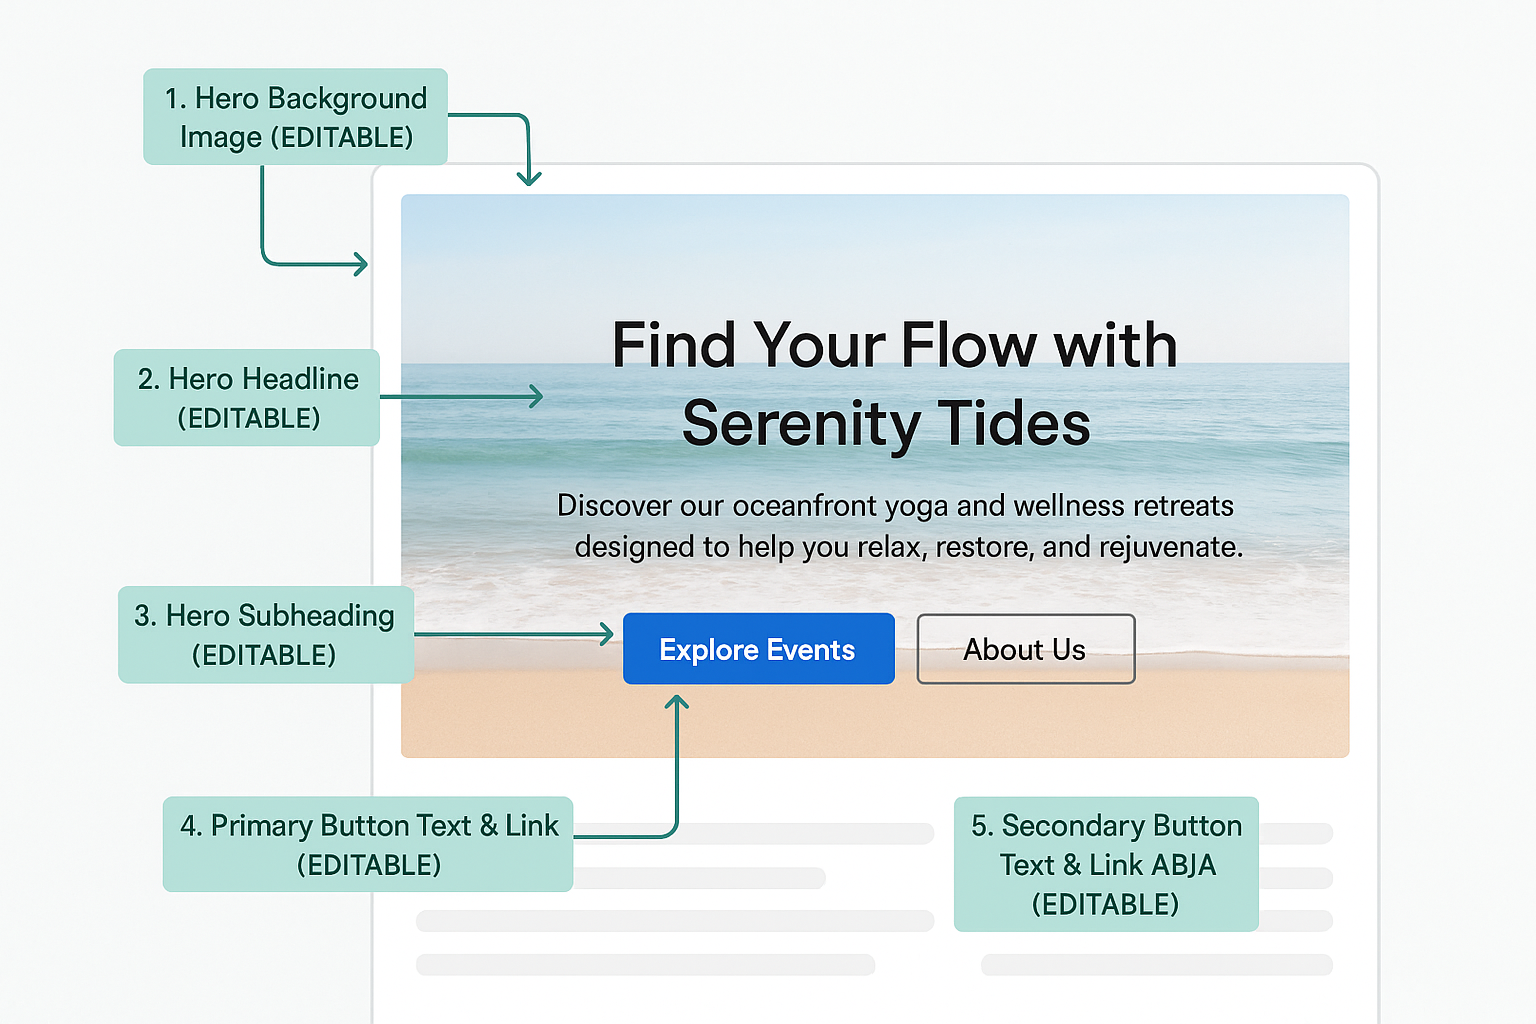 1. Hero Background
Image (EDITABLE)
2. Hero Headline
(EDITABLE)
Find Your Flow with
Serenity Tides
Discover our oceanfront yoga and wellness retreats
designed to help you relax, restore, and rejuvenate.
3. Hero Subheading
(EDITABLE)
Explore Events
About Us
4. Primary Button Text & Link
(EDITABLE)
5. Secondary Button
Text & Link ABJA
(EDITABLE)